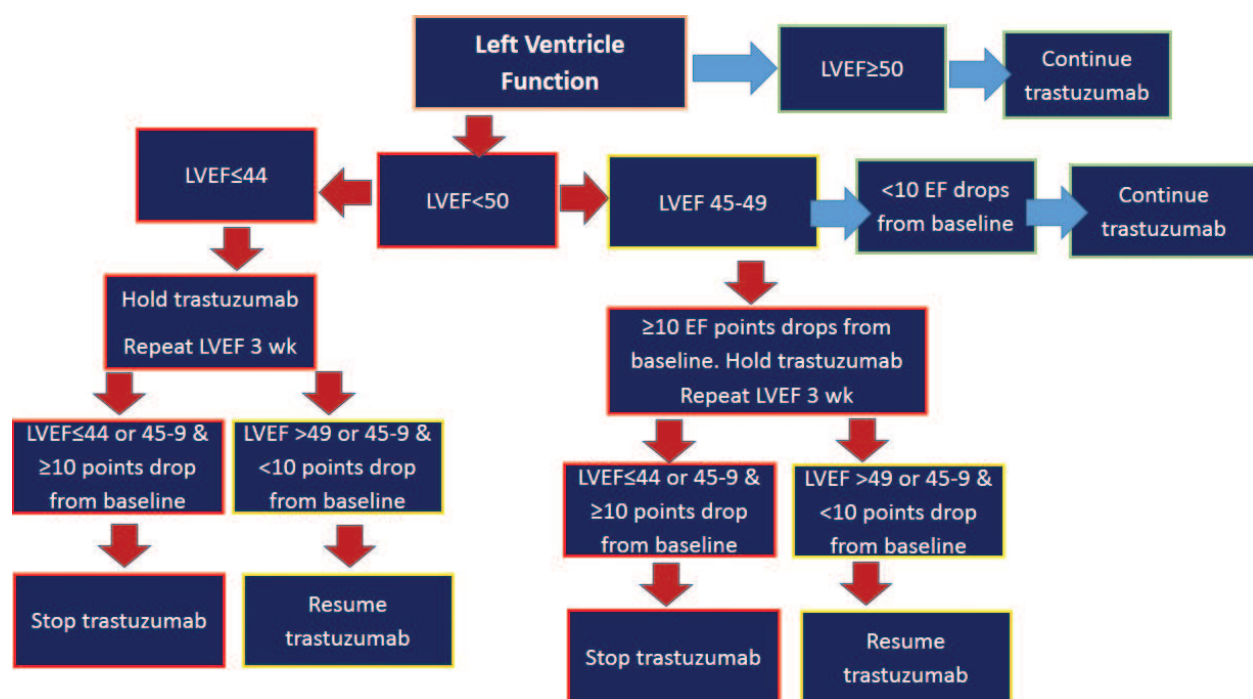 Left Ventricle
Function
LVEF≥50
Continue
trastuzumab
LVEF≤44
LVEF<50
LVEF 45-49
<10 EF drops
from baseline
Continue
trastuzumab
Hold trastuzumab
Repeat LVEF 3 wk
≥10 EF points drops from
baseline. Hold trastuzumab
Repeat LVEF 3 wk
LVEF≤44 or 45-9 &
≥10 points drop
from baseline
LVEF >49 or 45-9 &
<10 points drop
from baseline
LVEF≤44 or 45-9 &
≥10 points drop
from baseline
LVEF >49 or 45-9 &
<10 points drop
from baseline
Stop trastuzumab
Resume
trastuzumab
Stop trastuzumab
Resume
trastuzumab